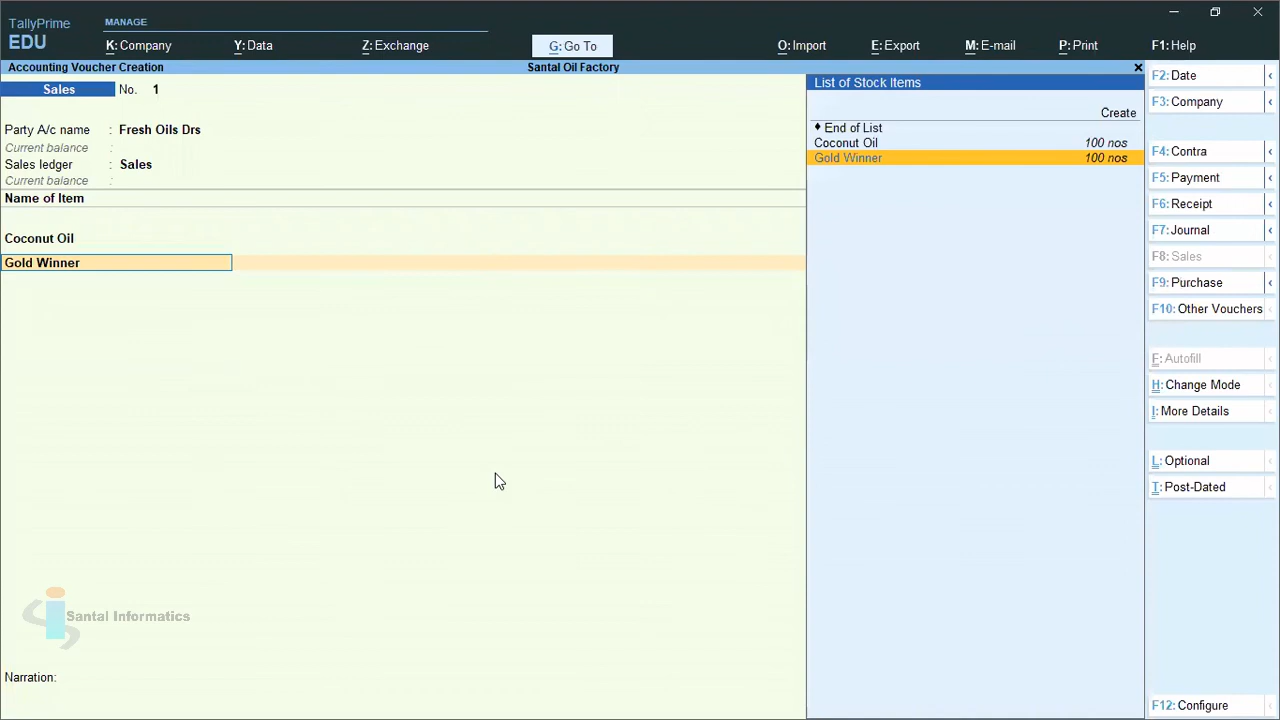 TallyPrime
EDU
MANAGE
K: Company
Y: Data
Z: Exchange
G: Go To
O: Import
E: Export
M: E-mail
P: Print
F1: Help
Accounting Voucher Creation
Santal Oil Factory
Sales No. 1
Party A/c name : Fresh Oils Drs
Current balance :
Sales ledger : Sales
Current balance :
Name of Item
Coconut Oil
Gold Winner
Santal Informatics
Narration:
List of Stock Items
Create
End of List
Coconut Oil 100 nos
Gold Winner 100 nos
F2: Date
F3: Company
F4: Contra
F5: Payment
F6: Receipt
F7: Journal
F8: Sales
F9: Purchase
F10: Other Vouchers
F: Autofill
H: Change Mode
I: More Details
L: Optional
T: Post-Dated
F12: Configure